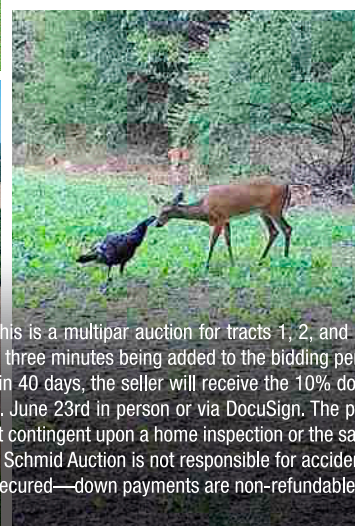 his is a multipar auction for tracts 1, 2, and
three minutes being added to the bidding pe
in 40 days, the seller will receive the 10% do
. June 23rd in person or via DocuSign. The p
t contingent upon a home inspection or the sa
Schmid Auction is not responsible for accider
ecured—down payments are non-refundable